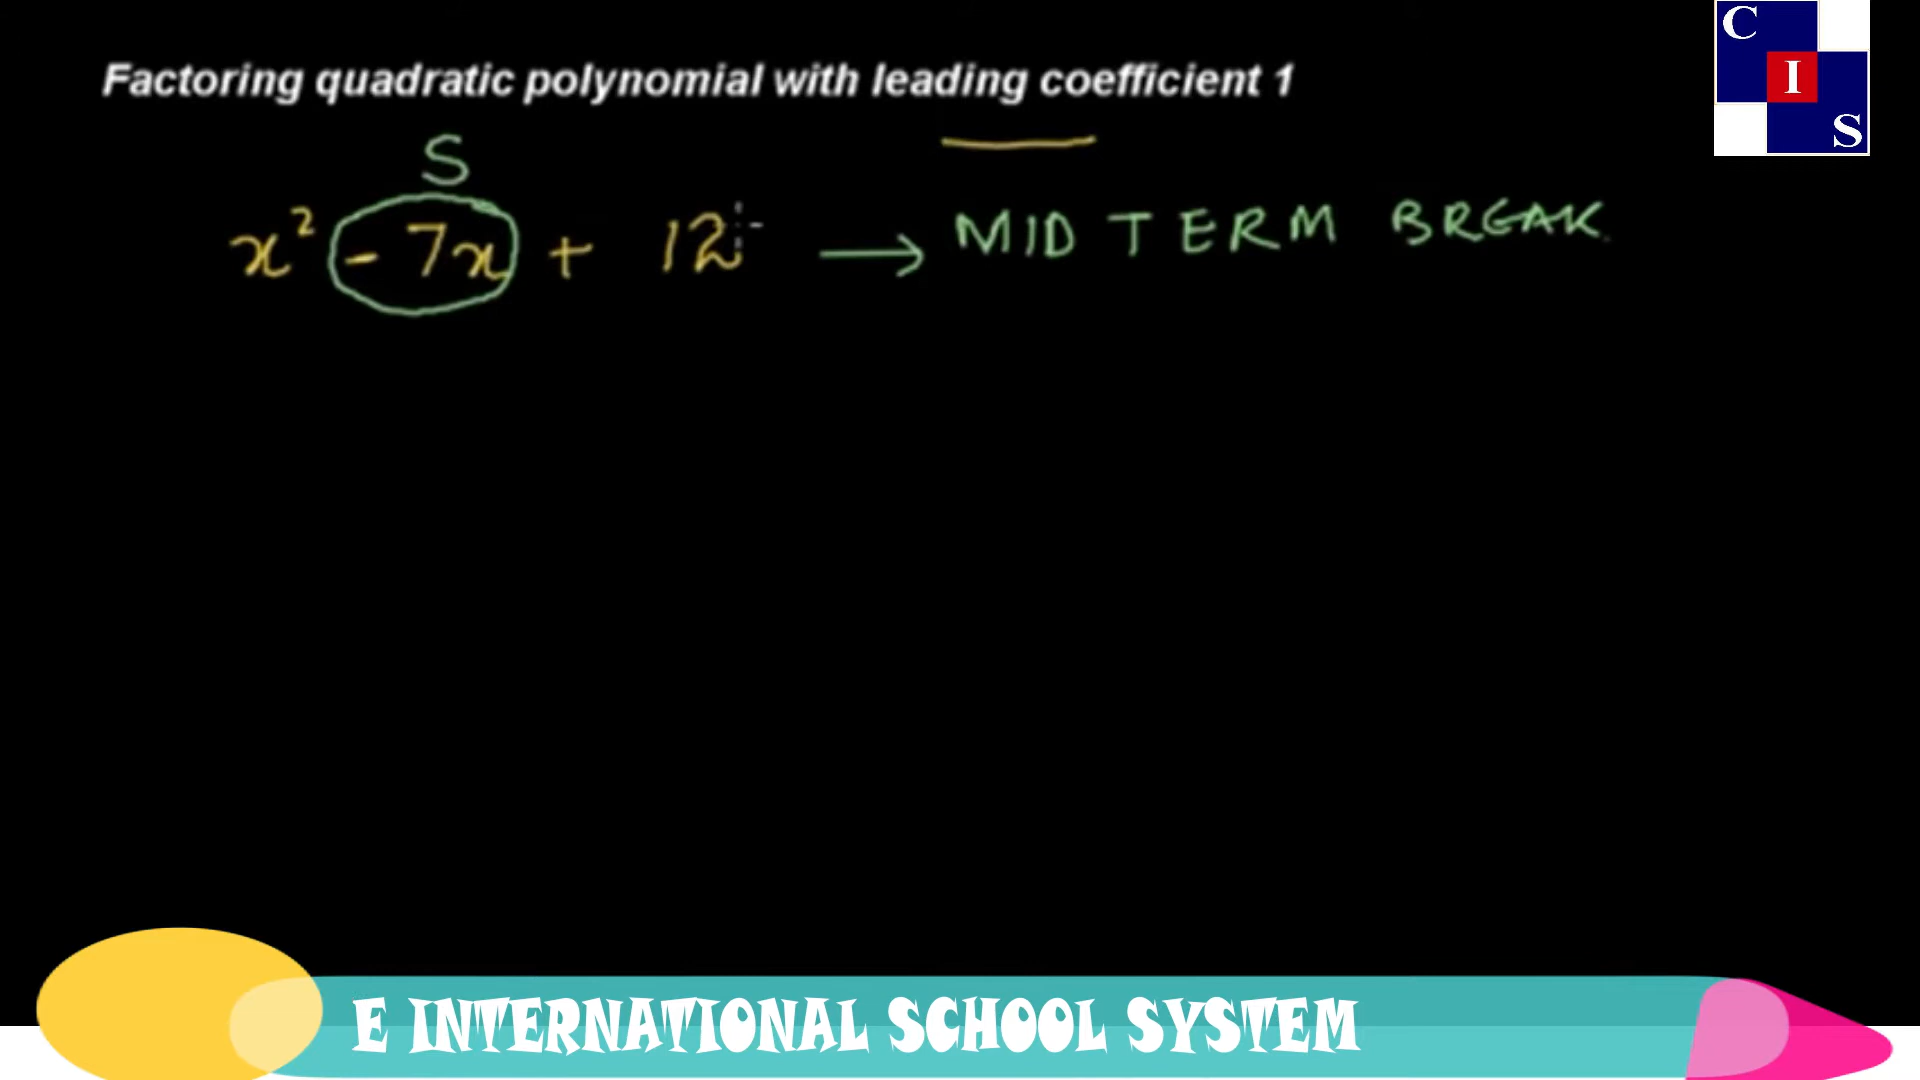 Factoring quadratic polynomial with leading coefficient 1
C
I
S
S
x² - 7x + 12 → MID TERM BREAK
E INTERNATIONAL SCHOOL SYSTEM